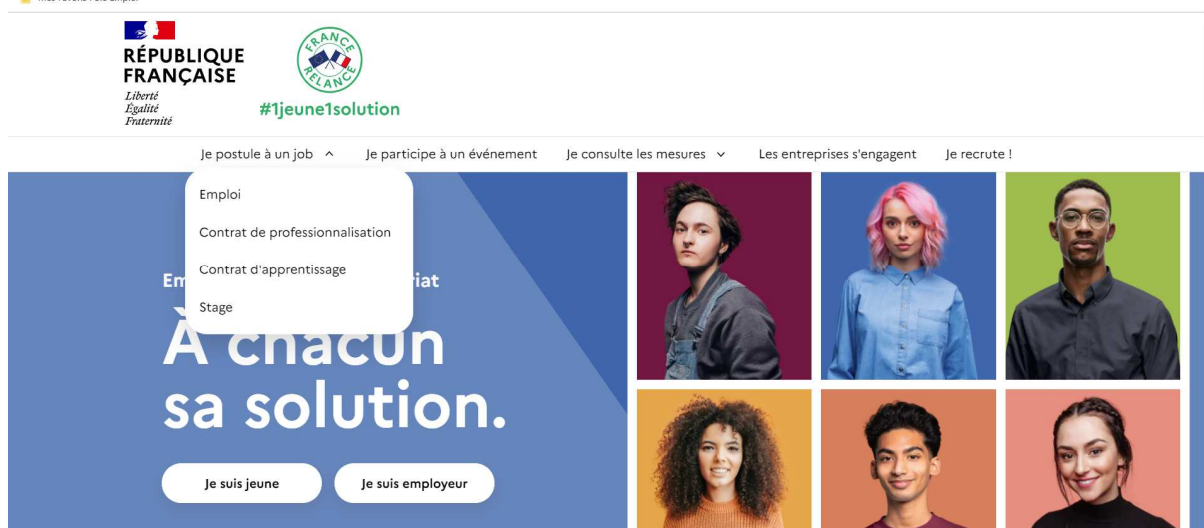 RÉPUBLIQUE
FRANÇAISE
Liberté
Égalité
Fraternité
FRANCE
RELANCE
#1jeune1solution
Je postule à un job Je participe à un événement Je consulte les mesures Les entreprises s'engagent Je recrute !
Emploi
Contrat de professionnalisation
Contrat d'apprentissage
Stage
Em iat
À chacun
sa solution.
Je suis jeune Je suis employeur